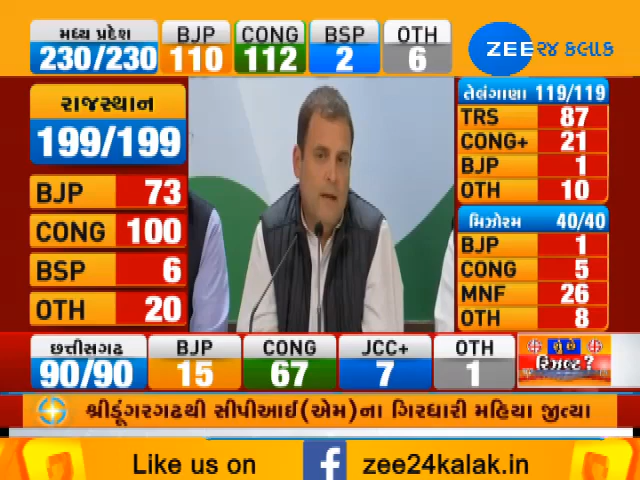 મધ્ય પ્રદેશ BJP CONG BSP OTH
230/230 110 112 2 6
ZEE ૨૪ કલાક
રાજસ્થાન
199/199
BJP 73
CONG 100
BSP 6
OTH 20
તેલંગાણા 119/119
TRS 87
CONG+ 21
BJP 1
OTH 10
મિઝોરમ 40/40
BJP 1
CONG 5
MNF 26
OTH 8
છત્તીસગઢ BJP CONG JCC+ OTH
90/90 15 67 7 1
શું છે
રિઝલ્ટ?
શ્રીડૂંગરગઢથી સીપીઆઈ(એમ)ના ગિરધારી મહિયા જીત્યા
Like us on f zee24kalak.in